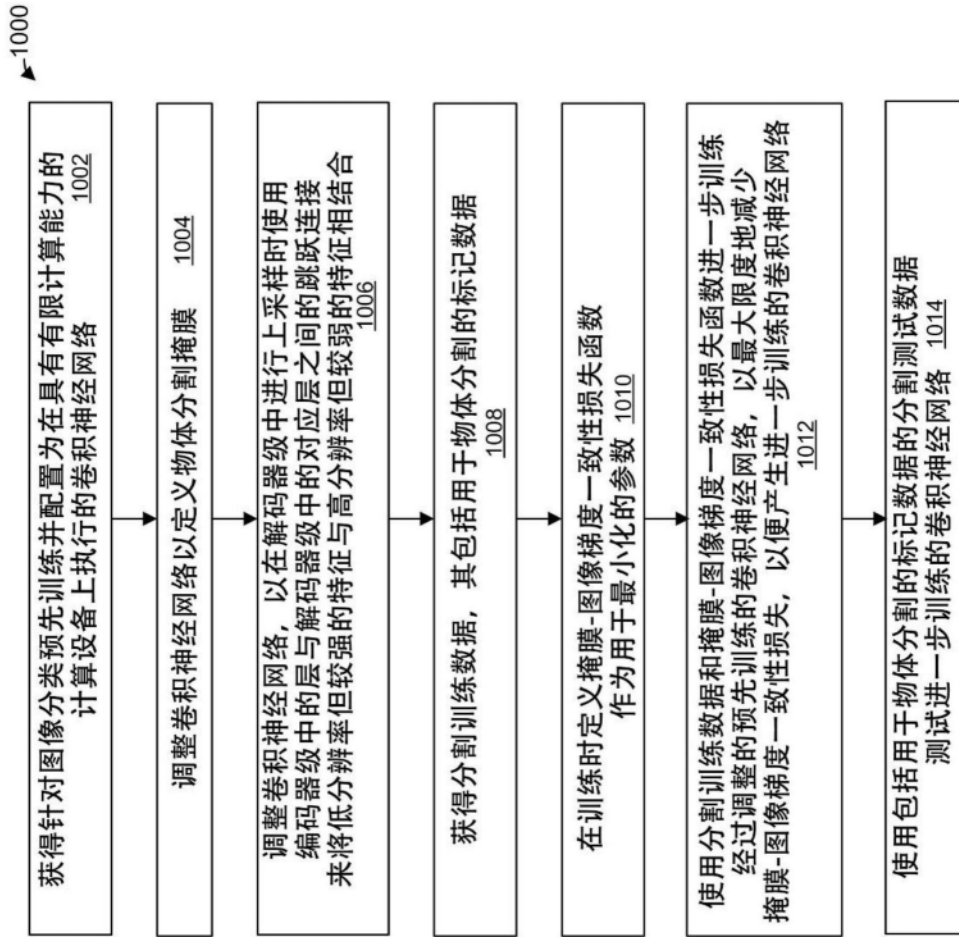 1000
获得针对图像分类预先训练并配置为在具有有限计算能力的
计算设备上执行的卷积神经网络 1002
调整卷积神经网络以定义物体分割掩膜 1004
调整卷积神经网络，以在解码器级中进行上采样时使用
编码器级中的层与解码器级中的对应层之间的跳跃连接
来将低分辨率但较强的特征与高分辨率但较弱的特征相结合
1006
获得分割训练数据，其包括用于物体分割的标记数据
1008
在训练时定义掩膜-图像梯度一致性损失函数
作为用于最小化的参数 1010
使用分割训练数据和掩膜-图像梯度一致性损失函数进一步训练
经过调整的预先训练的卷积神经网络，以最大限度地减少
掩膜-图像梯度一致性损失，以便产生进一步训练的卷积神经网络
1012
使用包括用于物体分割的标记数据的分割测试数据
测试进一步训练的卷积神经网络 1014